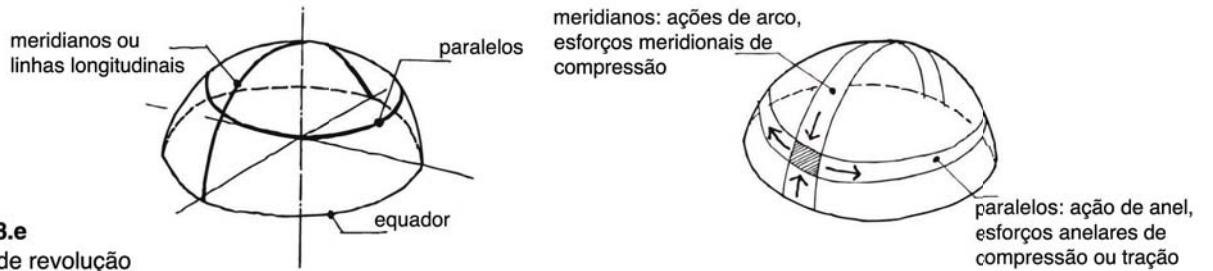 meridianos ou
linhas longitudinais
paralelos
equador
3.e
de revolução
meridianos: ações de arco,
esforços meridionais de
compressão
paralelos: ação de anel,
esforços anelares de
compressão ou tração